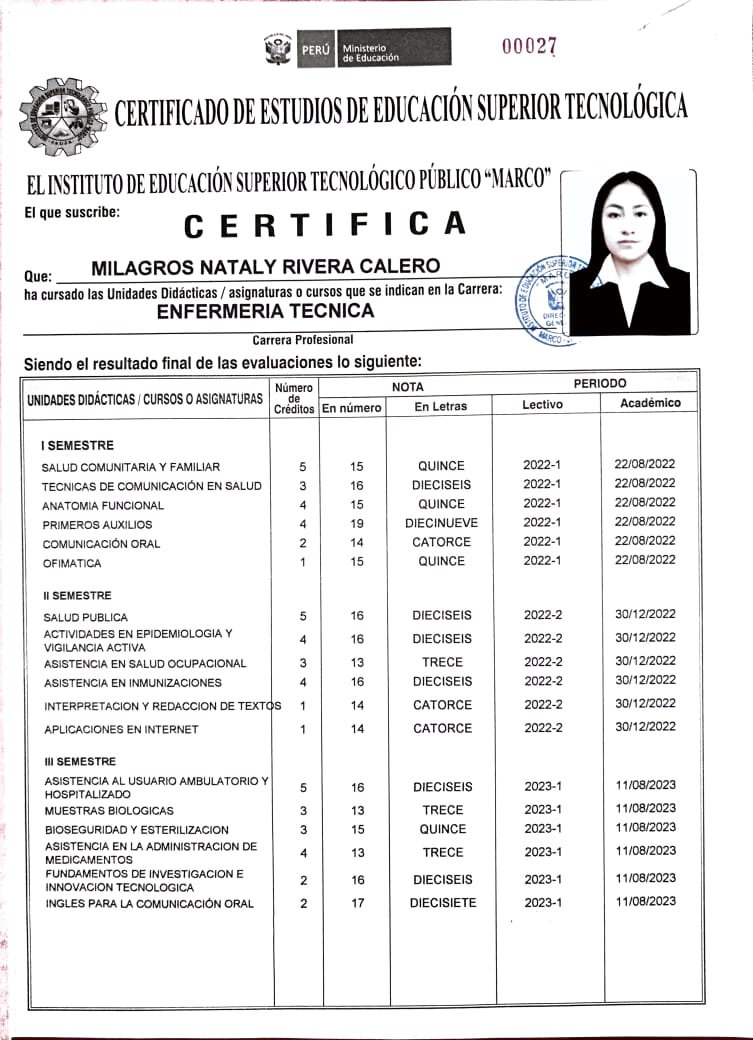 PERÚ Ministerio de Educación
00027
CERTIFICADO DE ESTUDIOS DE EDUCACIÓN SUPERIOR TECNOLÓGICA
EL INSTITUTO DE EDUCACIÓN SUPERIOR TECNOLÓGICO PÚBLICO “MARCO”
El que suscribe:
CERTIFICA
Que: MILAGROS NATALY RIVERA CALERO
ha cursado las Unidades Didácticas / asignaturas o cursos que se indican en la Carrera:
ENFERMERIA TECNICA
Carrera Profesional
Siendo el resultado final de las evaluaciones lo siguiente:
UNIDADES DIDÁCTICAS / CURSOS O ASIGNATURAS Número de Créditos NOTA PERIODO
En número En Letras Lectivo Académico
I SEMESTRE
SALUD COMUNITARIA Y FAMILIAR 5 15 QUINCE 2022-1 22/08/2022
TECNICAS DE COMUNICACIÓN EN SALUD 3 16 DIECISEIS 2022-1 22/08/2022
ANATOMIA FUNCIONAL 4 15 QUINCE 2022-1 22/08/2022
PRIMEROS AUXILIOS 4 19 DIECINUEVE 2022-1 22/08/2022
COMUNICACIÓN ORAL 2 14 CATORCE 2022-1 22/08/2022
OFIMATICA 1 15 QUINCE 2022-1 22/08/2022
II SEMESTRE
SALUD PUBLICA 5 16 DIECISEIS 2022-2 30/12/2022
ACTIVIDADES EN EPIDEMIOLOGIA Y
VIGILANCIA ACTIVA 4 16 DIECISEIS 2022-2 30/12/2022
ASISTENCIA EN SALUD OCUPACIONAL 3 13 TRECE 2022-2 30/12/2022
ASISTENCIA EN INMUNIZACIONES 4 16 DIECISEIS 2022-2 30/12/2022
INTERPRETACION Y REDACCION DE TEXTOS 1 14 CATORCE 2022-2 30/12/2022
APLICACIONES EN INTERNET 1 14 CATORCE 2022-2 30/12/2022
III SEMESTRE
ASISTENCIA AL USUARIO AMBULATORIO Y
HOSPITALIZADO 5 16 DIECISEIS 2023-1 11/08/2023
MUESTRAS BIOLOGICAS 3 13 TRECE 2023-1 11/08/2023
BIOSEGURIDAD Y ESTERILIZACION 3 15 QUINCE 2023-1 11/08/2023
ASISTENCIA EN LA ADMINISTRACION DE
MEDICAMENTOS 4 13 TRECE 2023-1 11/08/2023
FUNDAMENTOS DE INVESTIGACION E
INNOVACION TECNOLOGICA 2 16 DIECISEIS 2023-1 11/08/2023
INGLES PARA LA COMUNICACIÓN ORAL 2 17 DIECISIETE 2023-1 11/08/2023